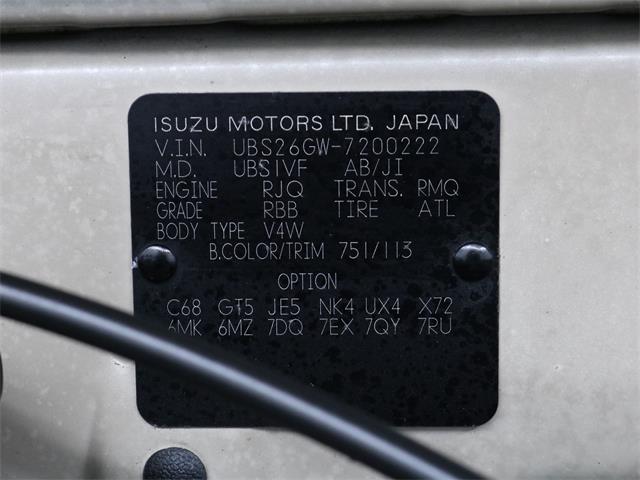 ISUZU MOTORS LTD. JAPAN
V.I.N. UBS26GW-7200222
M.D. UBS1VF AB/JI
ENGINE RJQ TRANS. RMQ
GRADE RBB TIRE ATL
BODY TYPE V4W
B.COLOR/TRIM 751/113
OPTION
C68 GT5 JE5 NK4 UX4 X72
6MK 6MZ 7DQ 7EX 7QY 7RU